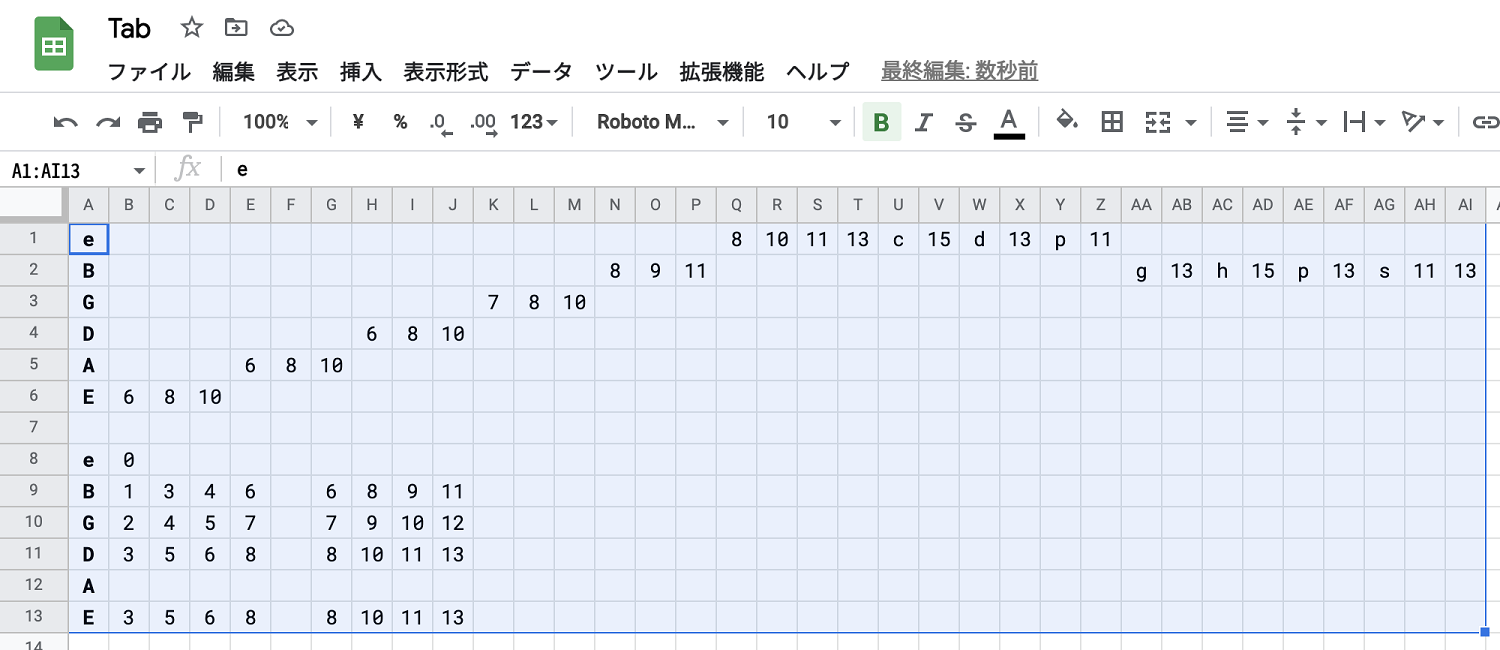 Tab
ファイル 編集 表示 挿入 表示形式 データ ツール 拡張機能 ヘルプ 最終編集: 数秒前
100% ¥ % .0 .00 123 Roboto M... 10 B I S A
A1:AI13 fx e
A B C D E F G H I J K L M N O P Q R S T U V W X Y Z AA AB AC AD AE AF AG AH AI
1 e 8 10 11 13 c 15 d 13 p 11
2 B 8 9 11 g 13 h 15 p 13 s 11 13
3 G 7 8 10
4 D 6 8 10
5 A 6 8 10
6 E 6 8 10
7
8 e 0
9 B 1 3 4 6 6 8 9 11
10 G 2 4 5 7 7 9 10 12
11 D 3 5 6 8 8 10 11 13
12 A
13 E 3 5 6 8 8 10 11 13
14